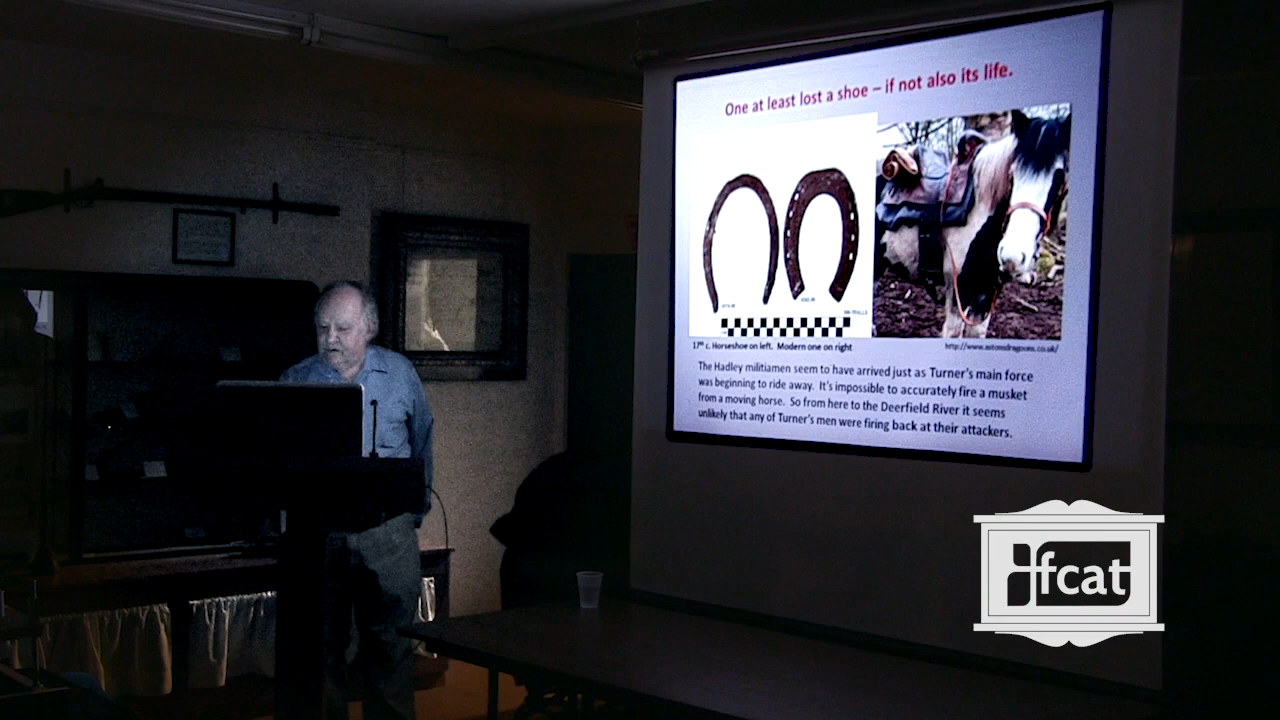 One at least lost a shoe – if not also its life.
17th c. Horseshoe on left. Modern one on right
http://www.astonsdragoons.co.uk/
The Hadley militiamen seem to have arrived just as Turner's main force
was beginning to ride away. It's impossible to accurately fire a musket
from a moving horse. So from here to the Deerfield River it seems
unlikely that any of Turner's men were firing back at their attackers.
fcat